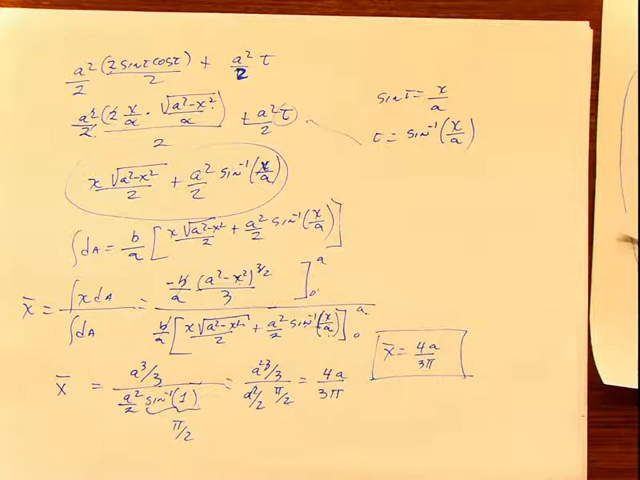 a²/2 (2 sin t cos t)/2 + a²/2 t
a²/2 (2 x/a · √(a²-x²)/a)/2 + a²t/2
sin t = x/a
t = sin⁻¹(x/a)
x√(a²-x²)/2 + a²/2 sin⁻¹(x/a)
∫dA = b/a [x√(a²-x²)/2 + a²/2 sin⁻¹(x/a)]
x̄ = ∫x dA / ∫dA = -b/a (a²-x²)^(3/2)/3 ]₀ᵃ / b/a [x√(a²-x²)/2 + a²/2 sin⁻¹(x/a)]₀ᵃ
x̄ = 4a/3π
x̄ = a³/3 / (a²/2 sin⁻¹(1)) = a³/3 / (a²/2 π/2) = 4a/3π
π/2